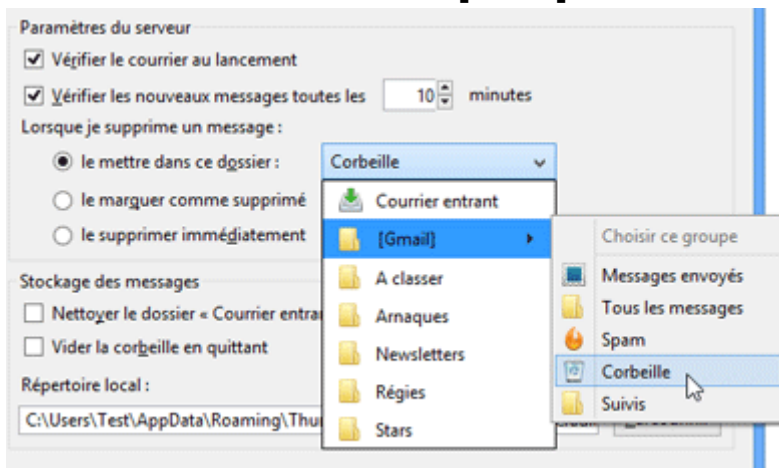 Paramètres du serveur
Vérifier le courrier au lancement
Vérifier les nouveaux messages toutes les 10 minutes
Lorsque je supprime un message :
le mettre dans ce dossier : Corbeille
le marquer comme supprimé
Courrier entrant
le supprimer immédiatement
[Gmail]
Choisir ce groupe
Stockage des messages
A classer
Messages envoyés
Nettoyer le dossier « Courrier
Arnaques
Tous les messages
Spam
Vider la corbeille en quittant
Newsletters
Corbeille
Répertoire local :
Régies
Suivis
C:\Users\Test\AppData\Roaming\
Stars